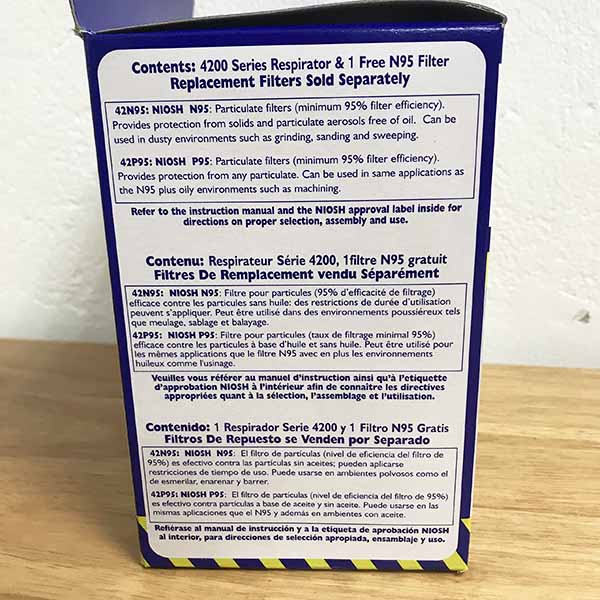 Contents: 4200 Series Respirator & 1 Free N95 Filter
Replacement Filters Sold Separately
42N95: NIOSH N95: Particulate filters (minimum 95% filter efficiency).
Provides protection from solids and particulate aerosols free of oil. Can be
used in dusty environments such as grinding, sanding and sweeping.
42P95: NIOSH P95: Particulate filters (minimum 95% filter efficiency).
Provides protection from any particulate. Can be used in same applications as
the N95 plus oily environments such as machining.
Refer to the instruction manual and the NIOSH approval label inside for
directions on proper selection, assembly and use.
Contenu: Respirateur Série 4200, 1filtre N95 gratuit
Filtres De Remplacement vendu Séparément
42N95: NIOSH N95: Filtre pour particules (95% d'efficacité de filtrage)
efficace contre les particules sans huile: des restrictions de durée d'utilisation
peuvent s'appliquer. Peut être utilisé dans des environnements poussiéreux tels
que meulage, sablage et balayage.
42P95: NIOSH P95: Filtre pour particules (taux de filtrage minimal 95%)
efficace contre les particules à base d'huile et sans huile. Peut être utilisé pour
les mêmes applications que le filtre N95 avec en plus les environnements
huileux comme l'usinage.
Veuilles vous référer au manuel d'instruction ainsi qu'à l'etiquette
d'approbation NIOSH à l'intérieur afin de connaître les directives
appropriées quant à la sélection, l'assemblage et l'utilisation.
Contenido: 1 Respirador Serie 4200 y 1 Filtro N95 Gratis
Filtros De Repuesto se Venden por Separado
42N95: NIOSH N95: El filtro de partículas (nivel de eficiencia del filtro de
95%) es efectivo contra las partículas sin aceites; pueden aplicarse
restricciones de tiempo de uso. Puede usarse en ambientes polvosos como el
de esmerilar, enarenar y barrer.
42P95: NIOSH P95: El filtro de partículas (nivel de eficiencia del filtro de 95%)
es efectivo contra partículas a base de aceite y sin aceite. Puede usarse en las
mismas aplicaciones que el N95 y además en ambientes con aceite.
Refiérase al manual de instrucción y a la etiqueta de aprobación NIOSH
al interior, para direcciones de selección apropiada, ensamblaje y uso.